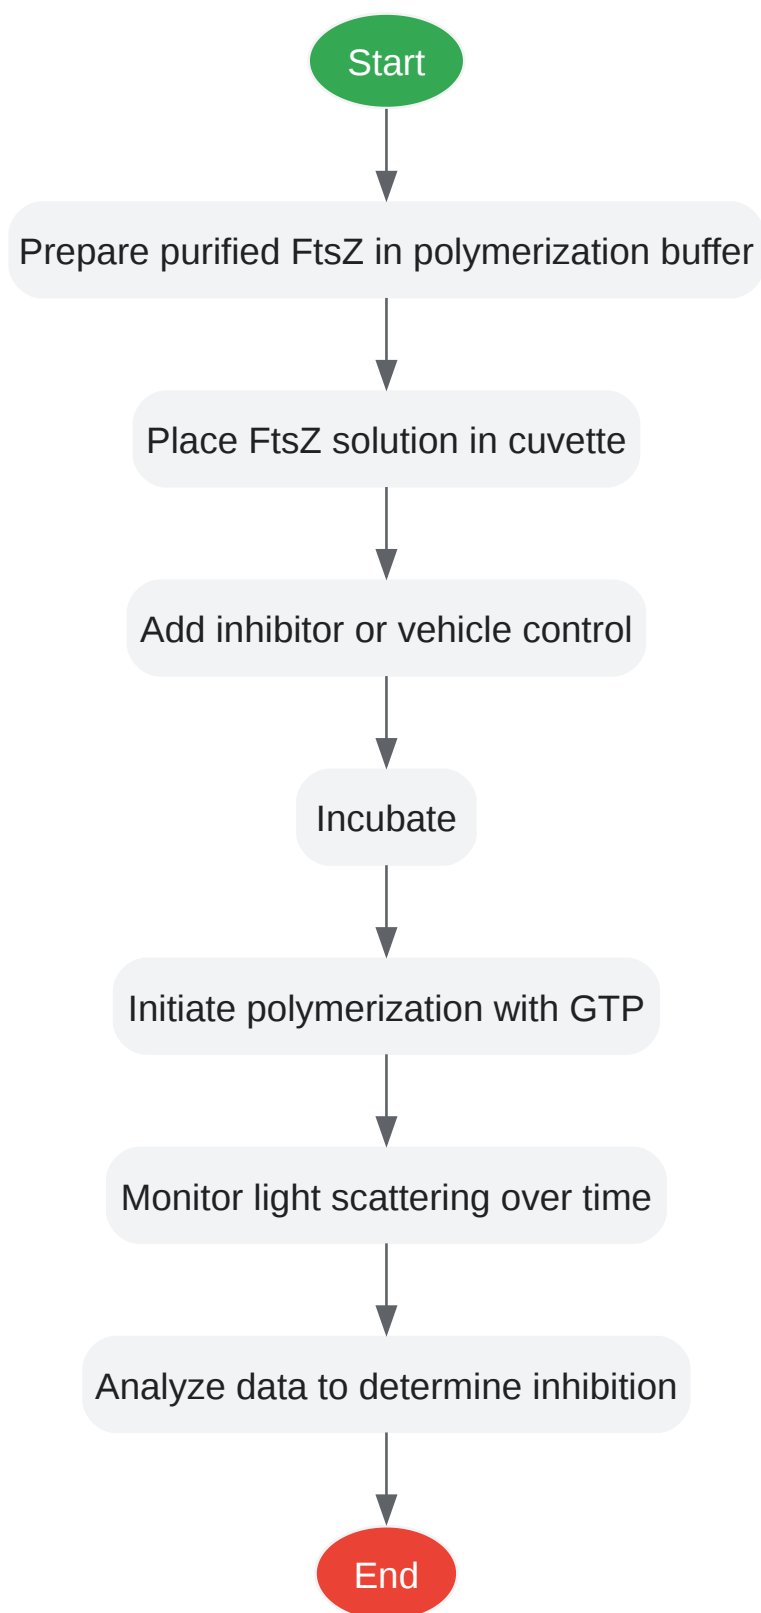 Start
Prepare purified FtsZ in polymerization buffer
Place FtsZ solution in cuvette
Add inhibitor or vehicle control
Incubate
Initiate polymerization with GTP
Monitor light scattering over time
Analyze data to determine inhibition
End